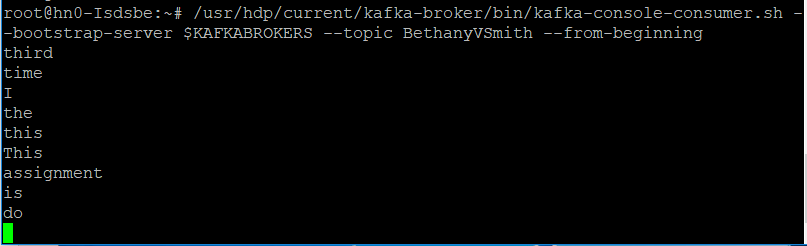 root@hn0-Isdsbe:~# /usr/hdp/current/kafka-broker/bin/kafka-console-consumer.sh -
-bootstrap-server $KAFKABROKERS --topic BethanyVSmith --from-beginning
third
time
I
the
this
This
assignment
is
do